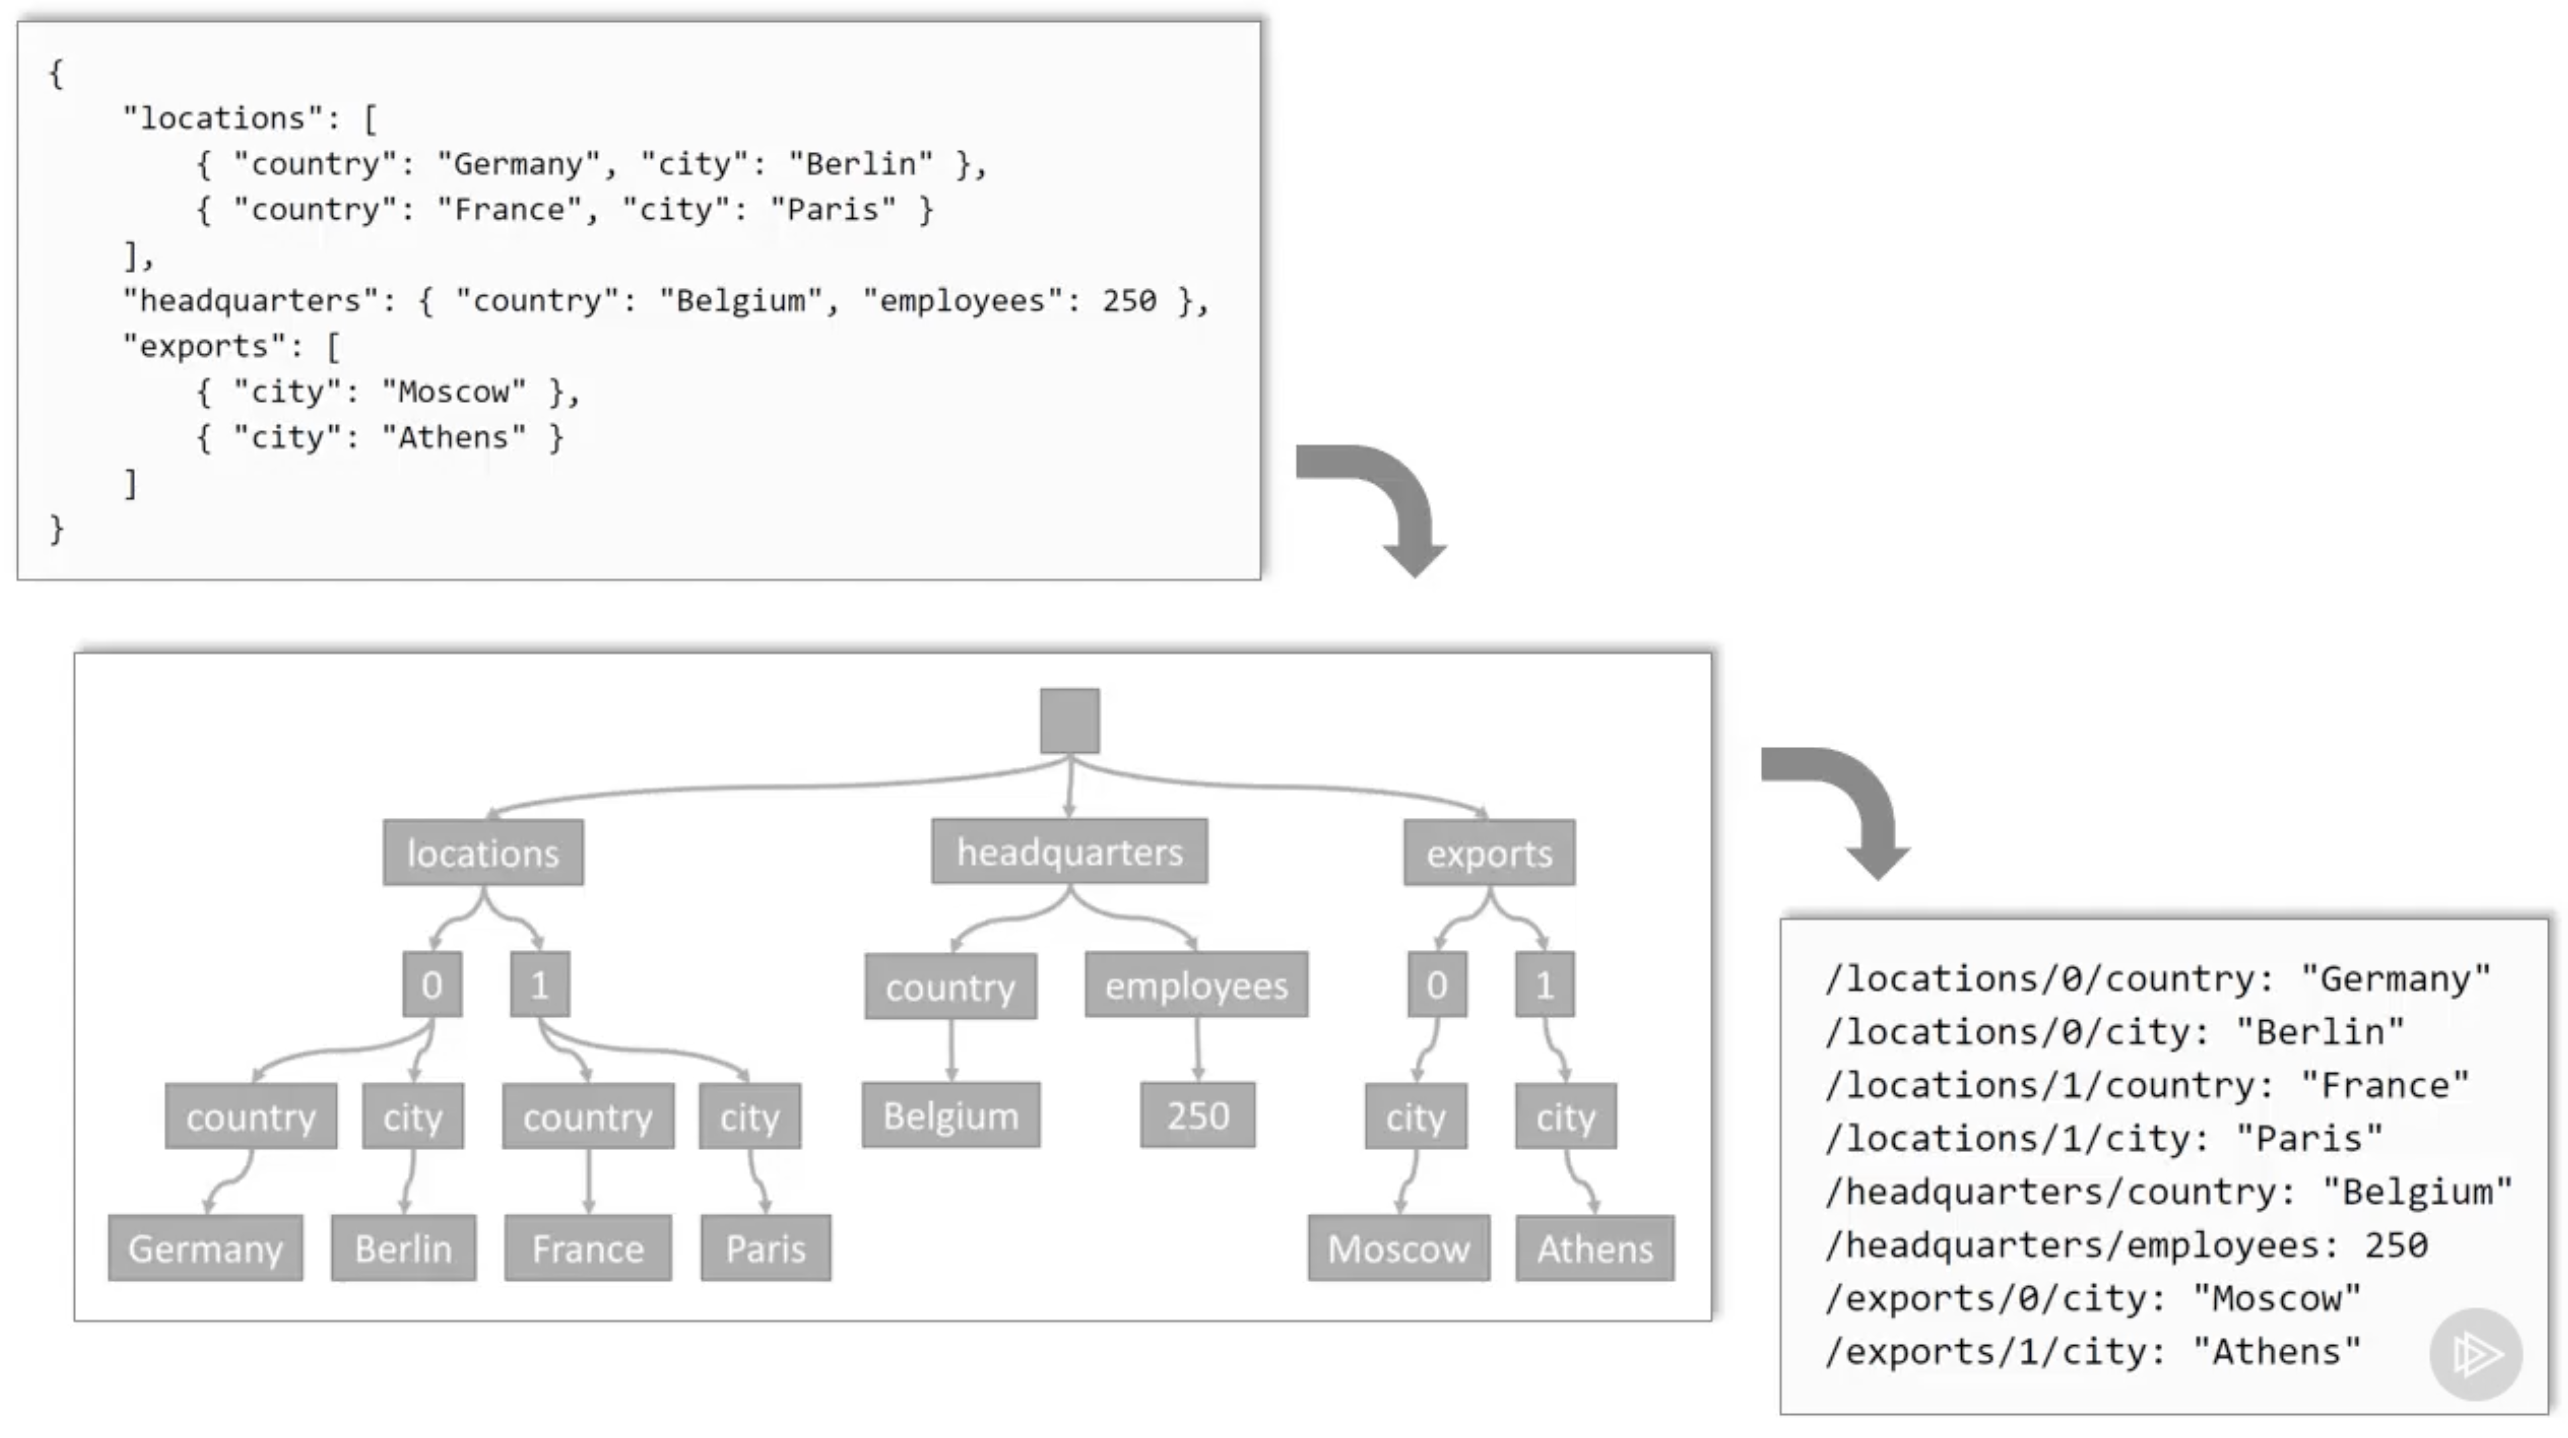 {
    "locations": [
        { "country": "Germany", "city": "Berlin" },
        { "country": "France", "city": "Paris" }
    ],
    "headquarters": { "country": "Belgium", "employees": 250 },
    "exports": [
        { "city": "Moscow" },
        { "city": "Athens" }
    ]
}
locations headquarters exports
0 1 country employees 0 1
country city country city Belgium 250 city city
Germany Berlin France Paris Moscow Athens
/locations/0/country: "Germany"
/locations/0/city: "Berlin"
/locations/1/country: "France"
/locations/1/city: "Paris"
/headquarters/country: "Belgium"
/headquarters/employees: 250
/exports/0/city: "Moscow"
/exports/1/city: "Athens"